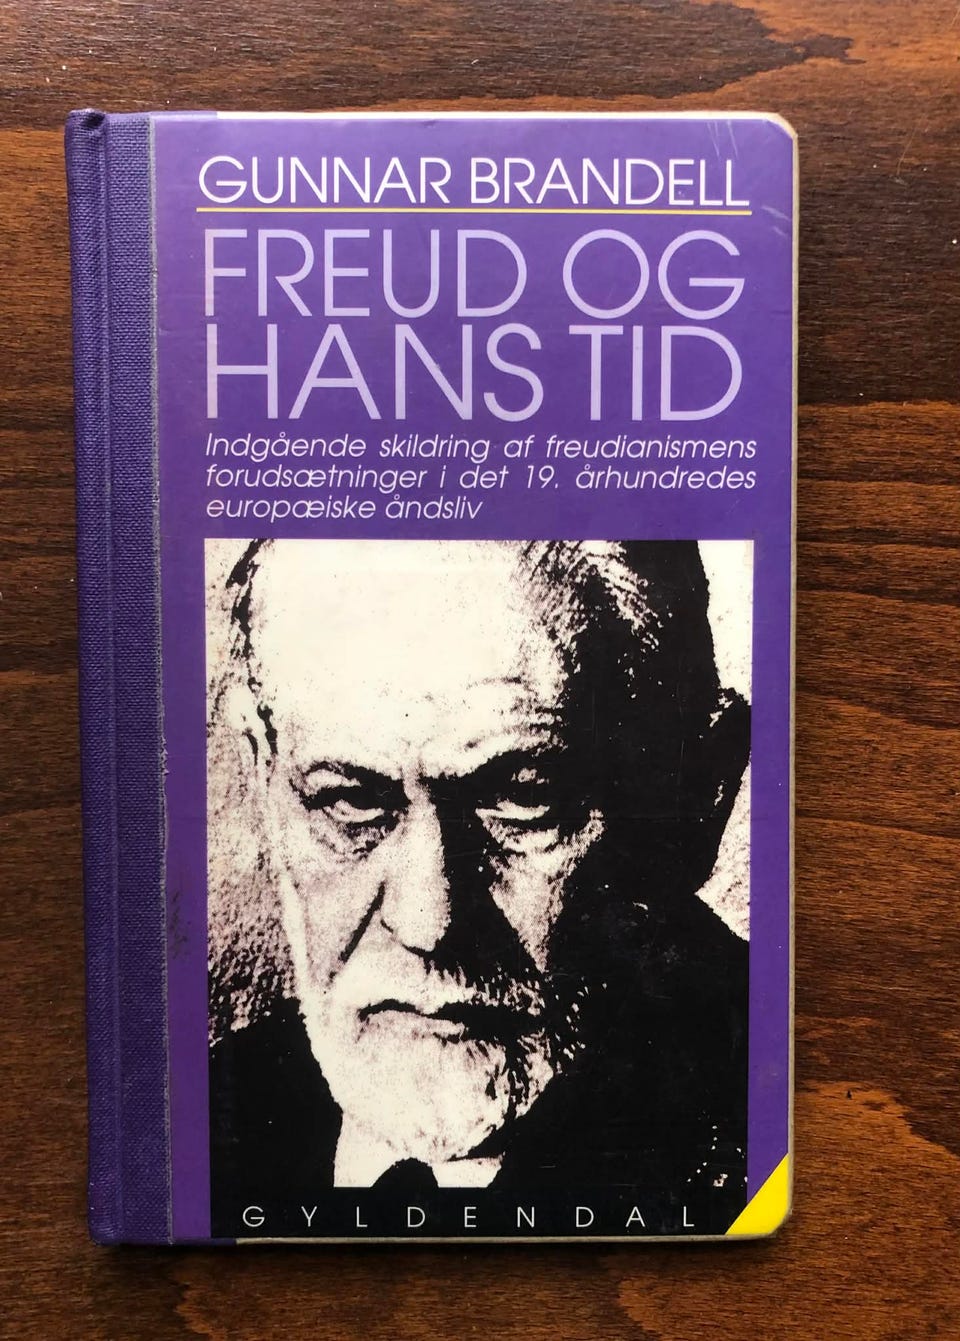 GUNNAR BRANDELL
FREUD OG
HANS TID
Indgående skildring af freudianismens
forudsætninger i det 19. århundredes
europæiske åndsliv
GYLDENDAL